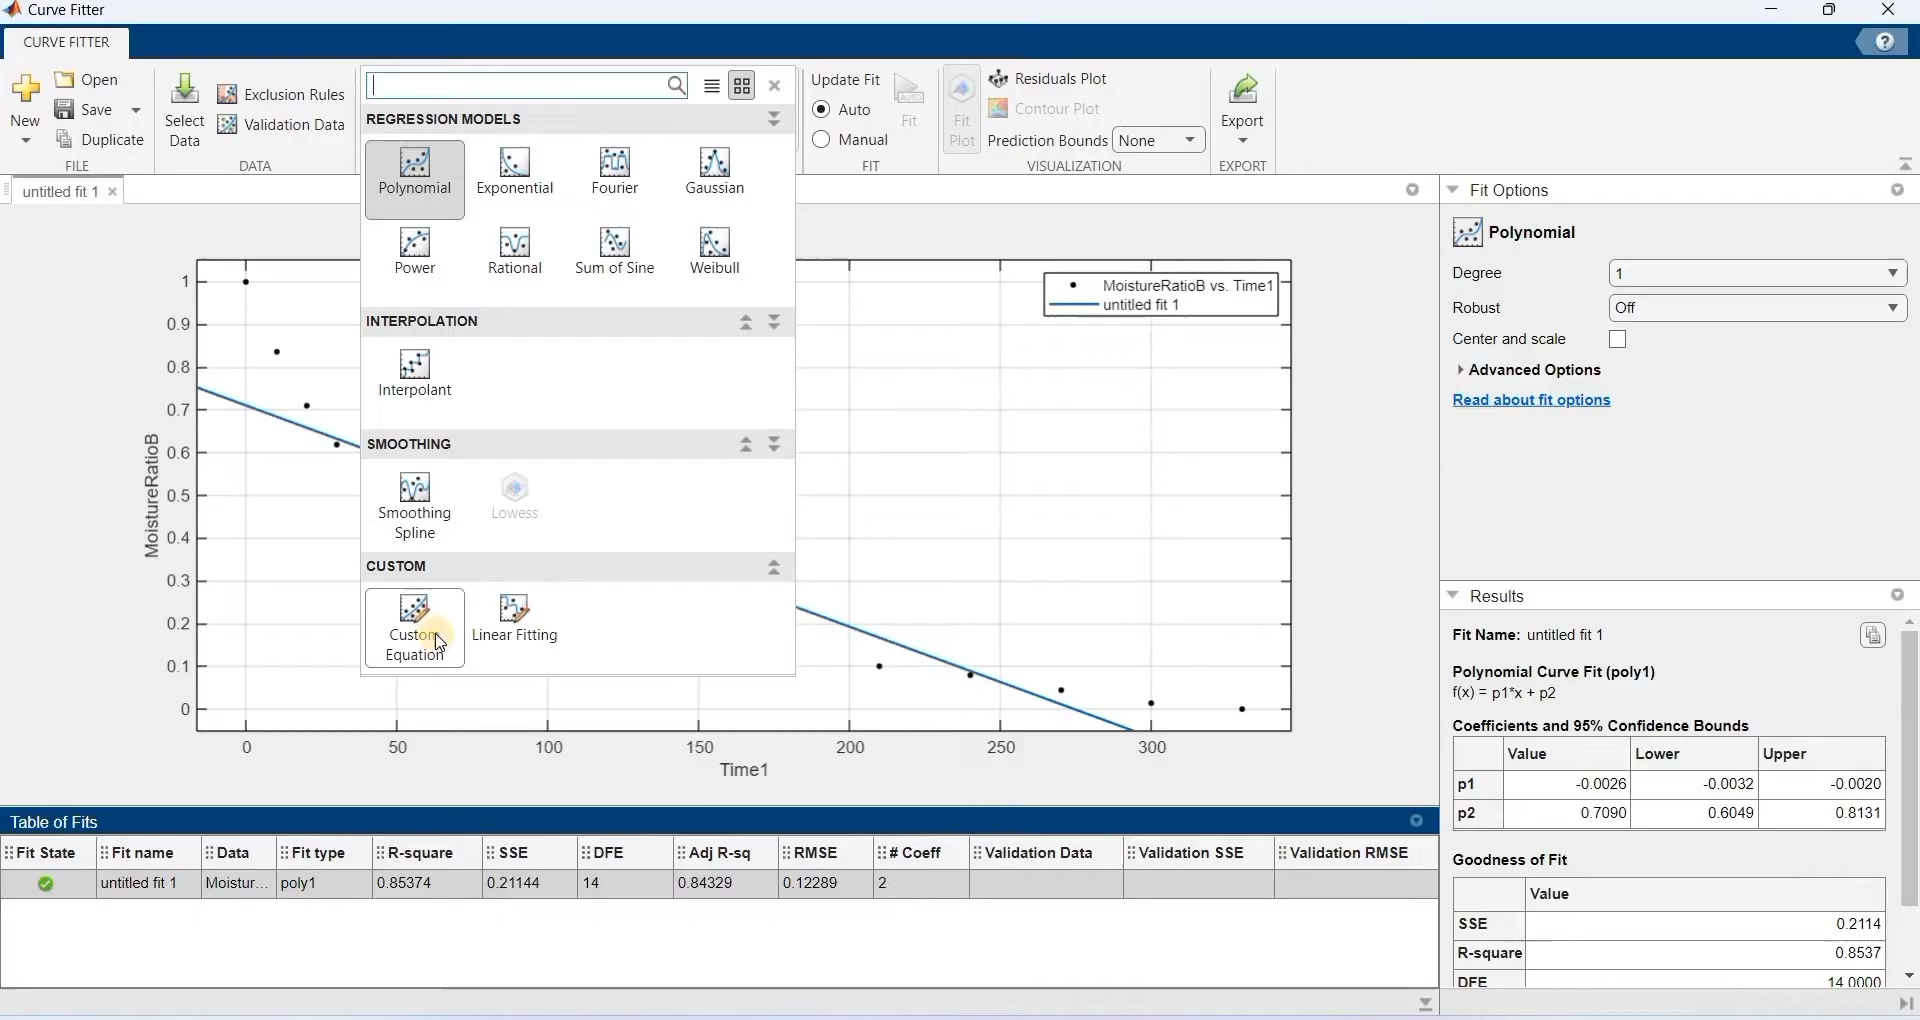 Curve Fitter
CURVE FITTER
New
Open
Save
Duplicate
FILE
Select
Data
Exclusion Rules
Validation Data
DATA
REGRESSION MODELS
Polynomial
Exponential
Fourier
Gaussian
Power
Rational
Sum of Sine
Weibull
INTERPOLATION
Interpolant
SMOOTHING
Smoothing
Spline
Lowess
CUSTOM
Custom
Equation
Linear Fitting
Update Fit
Auto
Manual
AUTO
Fit
FIT
Fit
Plot
Residuals Plot
Contour Plot
Prediction Bounds None
VISUALIZATION
Export
EXPORT
untitled fit 1
MoistureRatioB
1
0.9
0.8
0.7
0.6
0.5
0.4
0.3
0.2
0.1
0
0 50 100 150 200 250 300
Time1
MoistureRatioB vs. Time1
untitled fit 1
Fit Options
Polynomial
Degree 1
Robust Off
Center and scale
Advanced Options
Read about fit options
Results
Fit Name: untitled fit 1
Polynomial Curve Fit (poly1)
f(x) = p1*x + p2
Coefficients and 95% Confidence Bounds
Value Lower Upper
p1 -0.0026 -0.0032 -0.0020
p2 0.7090 0.6049 0.8131
Goodness of Fit
Value
SSE 0.2114
R-square 0.8537
DFE 14.0000
Table of Fits
Fit State Fit name Data Fit type R-square SSE DFE Adj R-sq RMSE # Coeff Validation Data Validation SSE Validation RMSE
untitled fit 1 Moistur... poly1 0.85374 0.21144 14 0.84329 0.12289 2